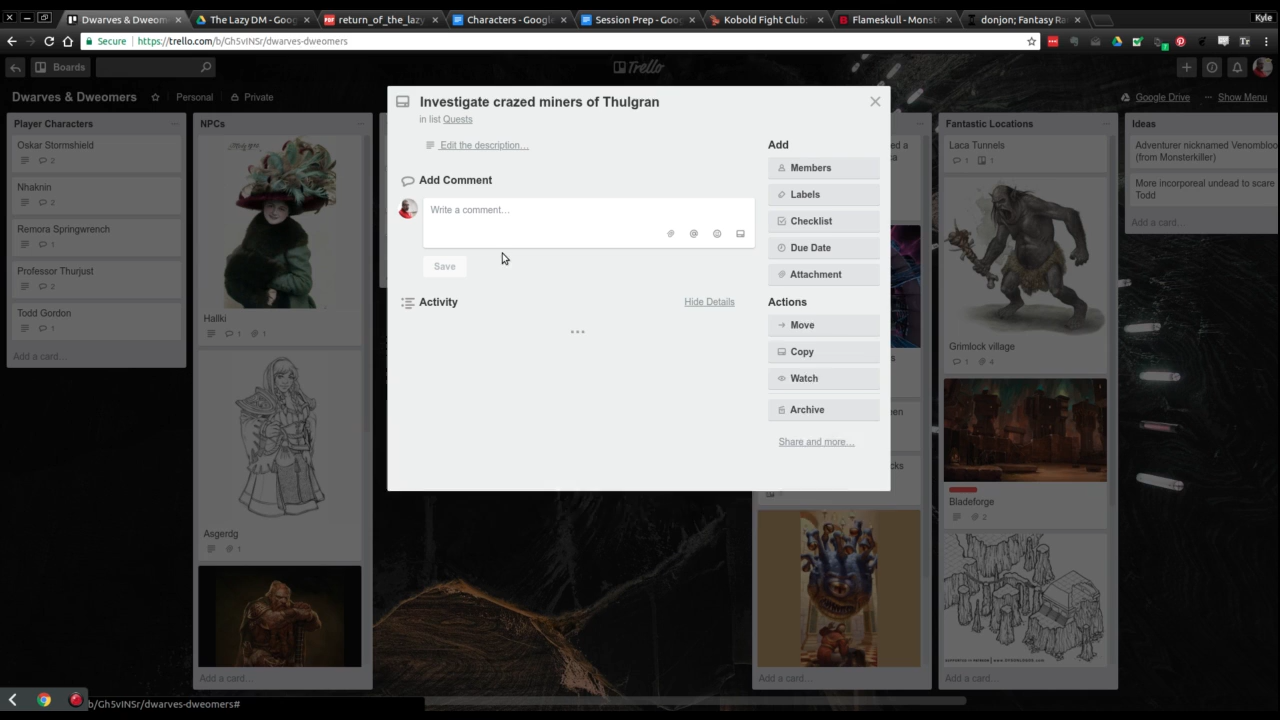 Dwarves & Dweom
The Lazy DM - Goog
return_of_the_lazy
Characters - Google
Session Prep - Goog
Kobold Fight Club:
Flameskull - Monst
donjon; Fantasy Ra
Kyle
Secure
https://trello.com/b/Gh5vINSr/dwarves-dweomers
Boards
Trello
Dwarves & Dweomers
Personal
Private
Google Drive
Show Menu
Player Characters
Oskar Stormshield
2
Nhaknin
2
Remora Springwrench
1
Professor Thurjust
2
Todd Gordon
1
Add a card…
NPCs
Hallki
1
1
Asgerdg
1
Add a card…
Investigate crazed miners of Thulgran
in list Quests
Edit the description…
Add Comment
Write a comment…
Save
Activity
Hide Details
Add
Members
Labels
Checklist
Due Date
Attachment
Actions
Move
Copy
Watch
Archive
Share and more…
Add a card…
Fantastic Locations
Laca Tunnels
1
1
Grimlock village
1
4
Bladeforge
2
Add a card…
Ideas
Adventurer nicknamed Venombloo
(from Monsterkiller)
More incorporeal undead to scare
Todd
Add a card…
b/Gh5vINSr/dwarves-dweomers#